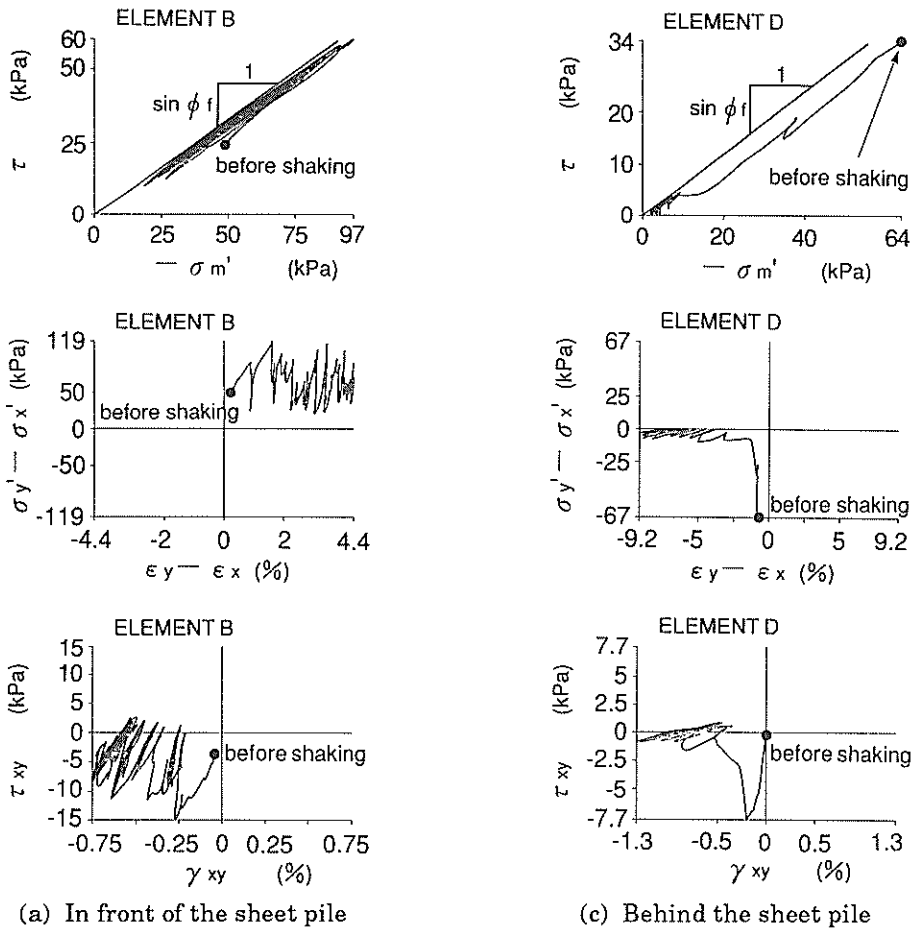 ELEMENT B
60
50
25
0
τ (kPa)
1
sin φ f
before shaking
0 25 50 75 97
— σ m' (kPa)
ELEMENT D
34
20
10
0
τ (kPa)
1
sin φ f
before shaking
0 20 40 64
— σ m' (kPa)
ELEMENT B
119
50
0
-50
-119
σ y' — σ x' (kPa)
before shaking
-4.4 -2 0 2 4.4
ε y — ε x (%)
ELEMENT D
67
25
0
-25
-67
σ y' — σ x' (kPa)
before shaking
-9.2 -5 0 5 9.2
ε y — ε x (%)
ELEMENT B
15
10
5
0
-5
-10
-15
τ xy (kPa)
before shaking
-0.75 -0.25 0 0.25 0.75
γ xy (%)
ELEMENT D
7.7
5
2.5
0
-2.5
-5
-7.7
τ xy (kPa)
before shaking
-1.3 -0.5 0 0.5 1.3
γ xy (%)
(a) In front of the sheet pile
(c) Behind the sheet pile